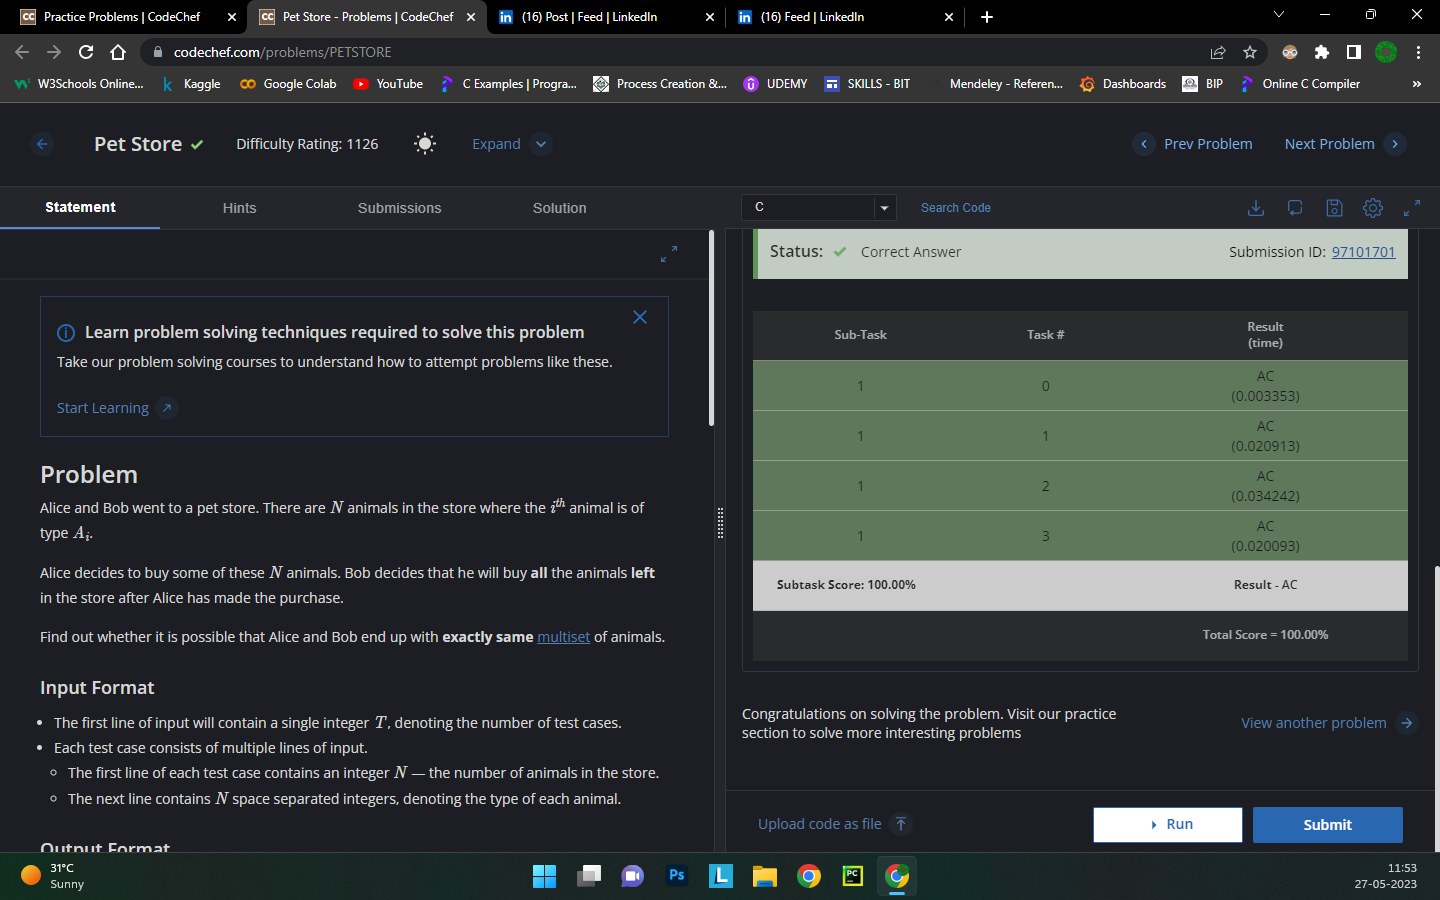 Practice Problems | CodeChef
Pet Store - Problems | CodeChef
(16) Post | Feed | LinkedIn
(16) Feed | LinkedIn
codechef.com/problems/PETSTORE
W3Schools Online...
Kaggle
Google Colab
YouTube
C Examples | Progra...
Process Creation &...
UDEMY
SKILLS - BIT
Mendeley - Referen...
Dashboards
BIP
Online C Compiler
»
Pet Store
Difficulty Rating: 1126
Expand
Prev Problem
Next Problem
Statement
Hints
Submissions
Solution
Learn problem solving techniques required to solve this problem
Take our problem solving courses to understand how to attempt problems like these.
Start Learning
Problem
Alice and Bob went to a pet store. There are N animals in the store where the i^th animal is of
type A_i.
Alice decides to buy some of these N animals. Bob decides that he will buy all the animals left
in the store after Alice has made the purchase.
Find out whether it is possible that Alice and Bob end up with exactly same multiset of animals.
Input Format
• The first line of input will contain a single integer T, denoting the number of test cases.
• Each test case consists of multiple lines of input.
◦ The first line of each test case contains an integer N — the number of animals in the store.
◦ The next line contains N space separated integers, denoting the type of each animal.
Output Format
C
Search Code
Status: Correct Answer
Submission ID: 97101701
Sub-Task Task # Result
(time)
1 0 AC
(0.003353)
1 1 AC
(0.020913)
1 2 AC
(0.034242)
1 3 AC
(0.020093)
Subtask Score: 100.00% Result - AC
Total Score = 100.00%
Congratulations on solving the problem. Visit our practice
section to solve more interesting problems
View another problem
Upload code as file
Run
Submit
31°C
Sunny
Ps
L
PC
11:53
27-05-2023